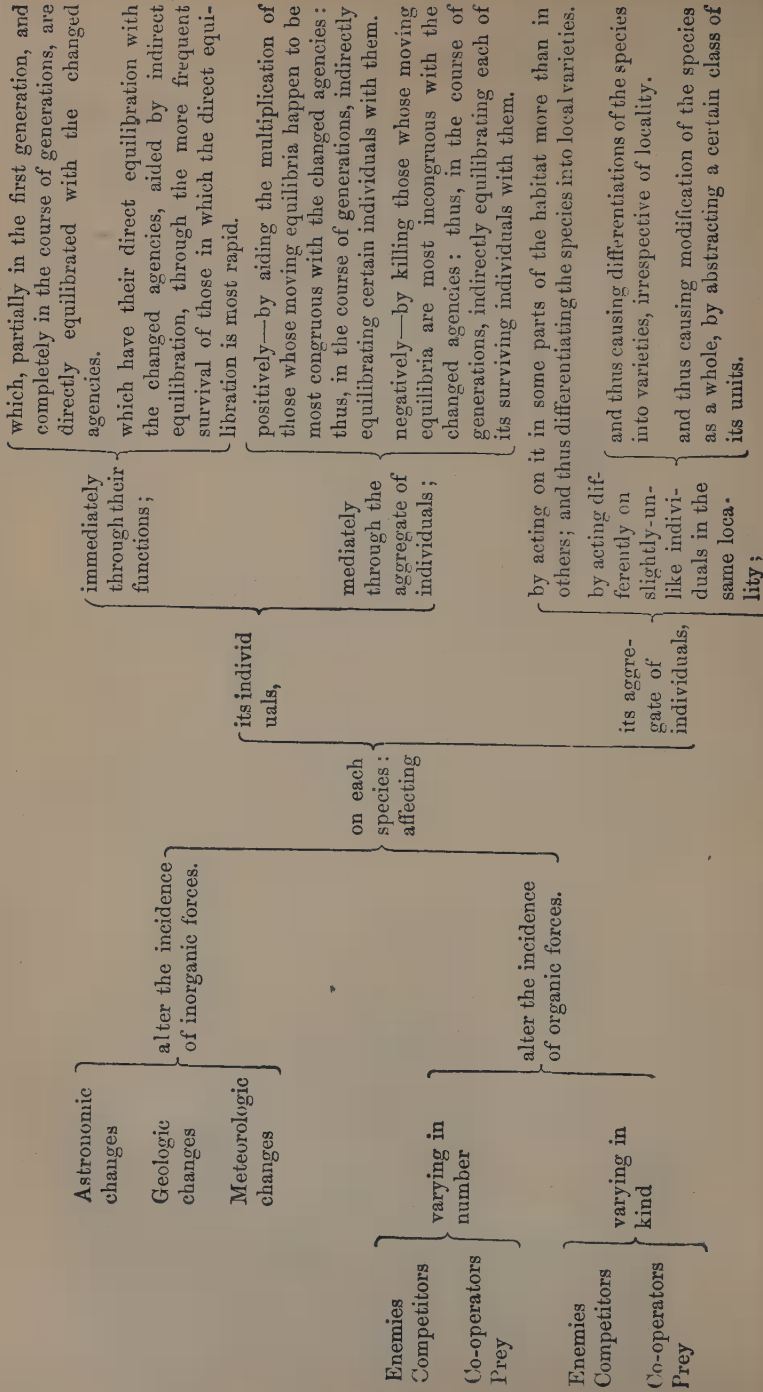 Astronomic
changes
Geologic
changes
Meteorologic
changes
alter the incidence
of inorganic forces.
Enemies
Competitors
Co-operators
Prey
varying in
number
Enemies
Competitors
Co-operators
Prey
varying in
kind
alter the incidence
of organic forces.
on each
species:
affecting
its individ
uals,
immediately
through their
functions;
which, partially in the first generation, and
completely in the course of generations, are
directly equilibrated with the changed
agencies.
which have their direct equilibration with
the changed agencies, aided by indirect
equilibration, through the more frequent
survival of those in which the direct equi-
libration is most rapid.
mediately
through the
aggregate of
individuals;
positively—by aiding the multiplication of
those whose moving equilibria happen to be
most congruous with the changed agencies:
thus, in the course of generations, indirectly
equilibrating certain individuals with them.
negatively—by killing those whose moving
equilibria are most incongruous with the
changed agencies: thus, in the course of
generations, indirectly equilibrating each of
its surviving individuals with them.
its aggre-
gate of
individuals,
by acting on it in some parts of the habitat more than in
others; and thus differentiating the species into local varieties.
by acting dif-
ferently on
slightly-un-
like indivi-
duals in the
same loca-
lity;
and thus causing differentiations of the species
into varieties, irrespective of locality.
and thus causing modification of the species
as a whole, by abstracting a certain class of
its units.